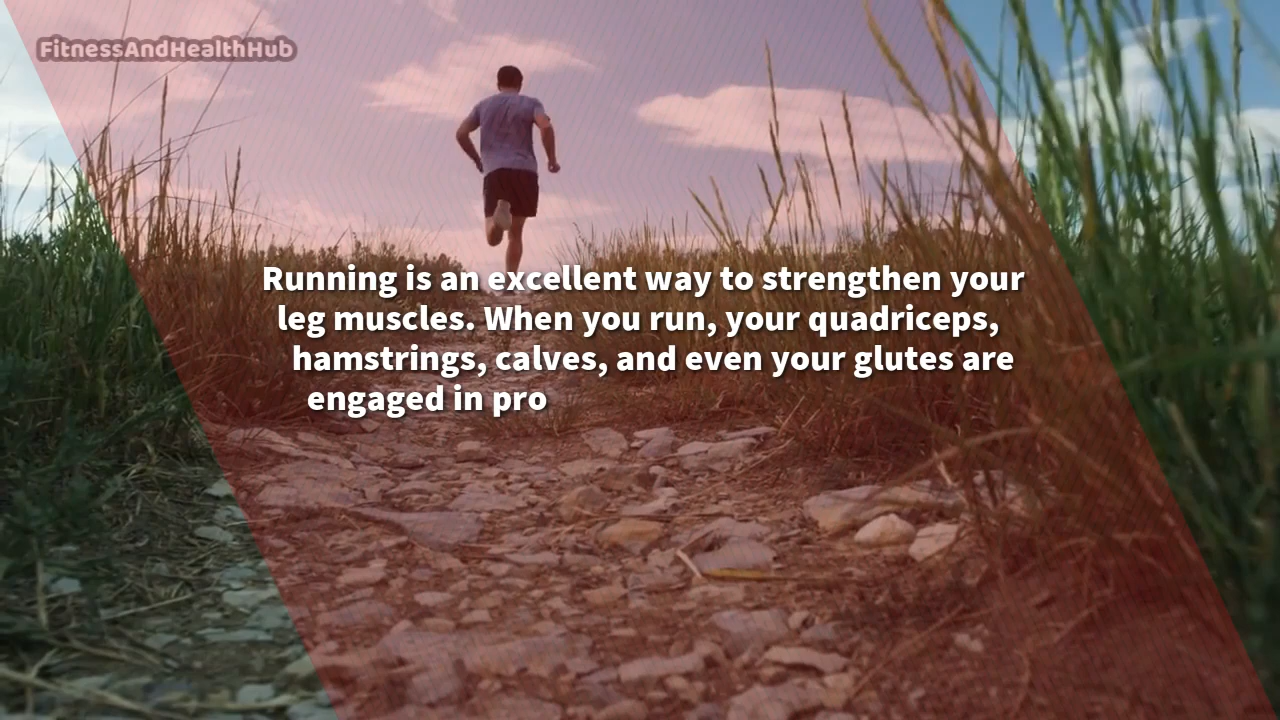 FitnessAndHealthHub
Running is an excellent way to strengthen your
leg muscles. When you run, your quadriceps,
hamstrings, calves, and even your glutes are
engaged in pro